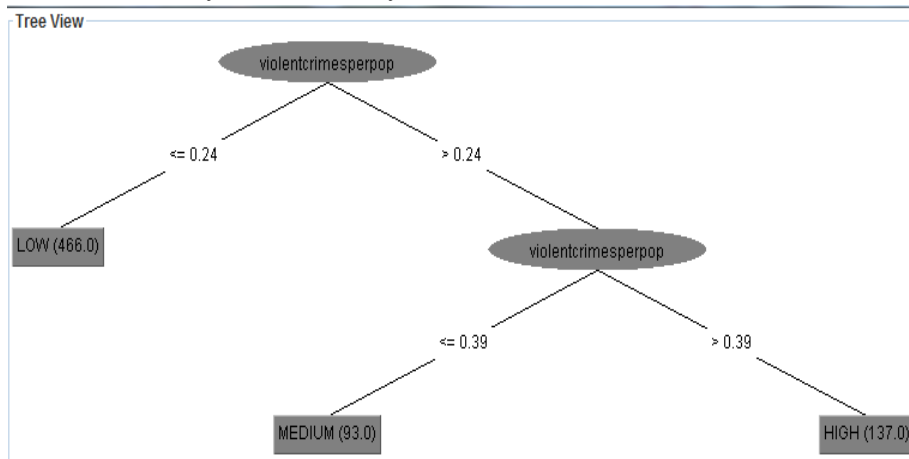 Tree View
violentcrimesperpop
<= 0.24
> 0.24
LOW (466.0)
violentcrimesperpop
<= 0.39
> 0.39
MEDIUM (93.0)
HIGH (137.0)